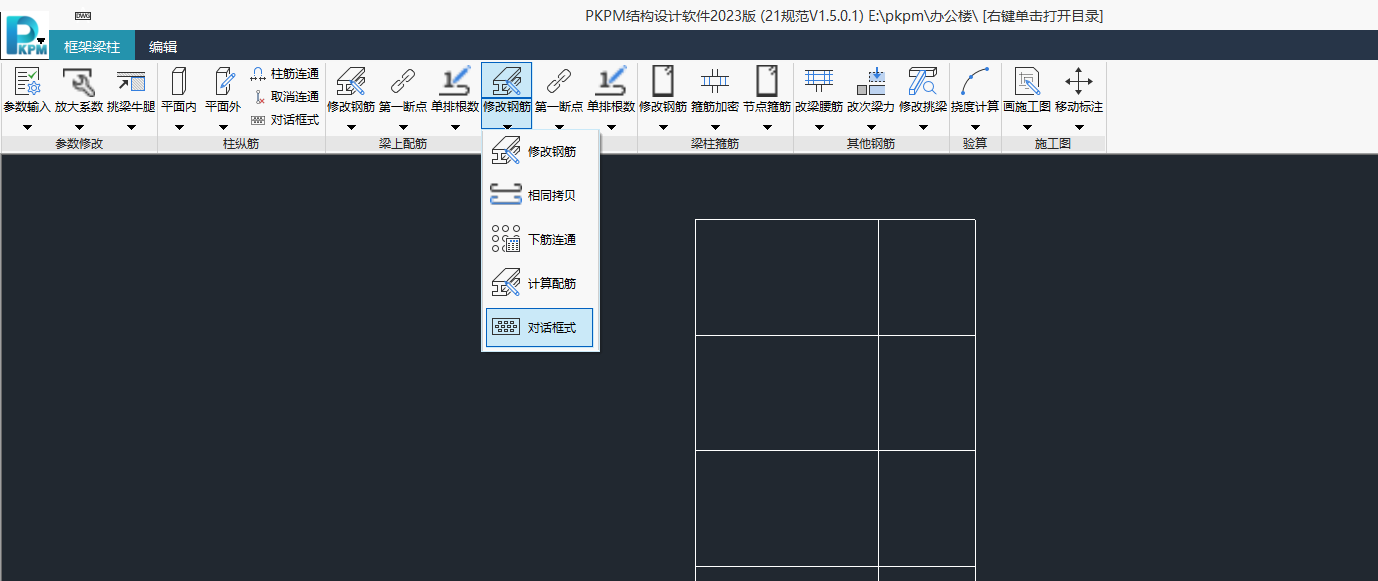 DWG
PKPM结构设计软件2023版 (21规范V1.5.0.1) E:\pkpm\办公楼\ [右键单击打开目录]
PKPM
框架梁柱 编辑
参数输入 放大系数 挑梁牛腿 平面内 平面外 柱筋连通 取消连通 对话框式 修改钢筋 第一断点 单排根数 修改钢筋 第一断点 单排根数 修改钢筋 箍筋加密 节点箍筋 改梁腰筋 改次梁力 修改挑梁 挠度计算 画施工图 移动标注
参数修改 柱纵筋 梁上配筋 梁柱箍筋 其他钢筋 验算 施工图
修改钢筋
相同拷贝
下筋连通
计算配筋
对话框式